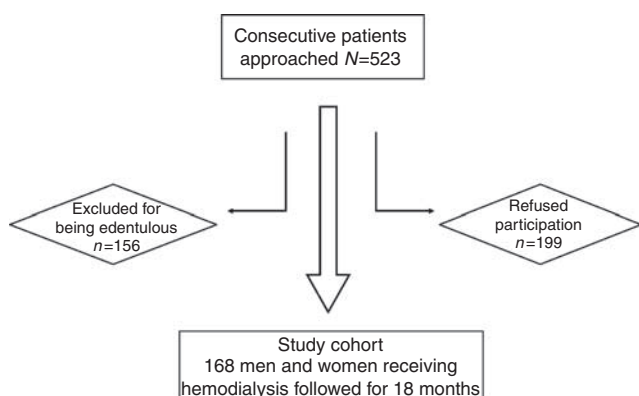 Consecutive patients
approached N=523
Excluded for
being edentulous
n=156
Refused
participation
n=199
Study cohort
168 men and women receiving
hemodialysis followed for 18 months